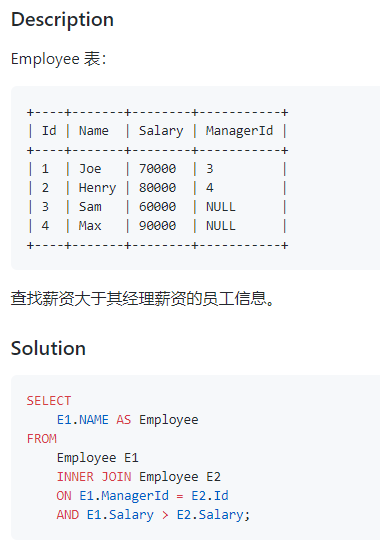 Description
Employee 表：
+----+-------+--------+-----------+
| Id | Name  | Salary | ManagerId |
+----+-------+--------+-----------+
| 1  | Joe   | 70000  | 3         |
| 2  | Henry | 80000  | 4         |
| 3  | Sam   | 60000  | NULL      |
| 4  | Max   | 90000  | NULL      |
+----+-------+--------+-----------+
查找薪资大于其经理薪资的员工信息。
Solution
SELECT
    E1.NAME AS Employee
FROM
    Employee E1
    INNER JOIN Employee E2
    ON E1.ManagerId = E2.Id
    AND E1.Salary > E2.Salary;